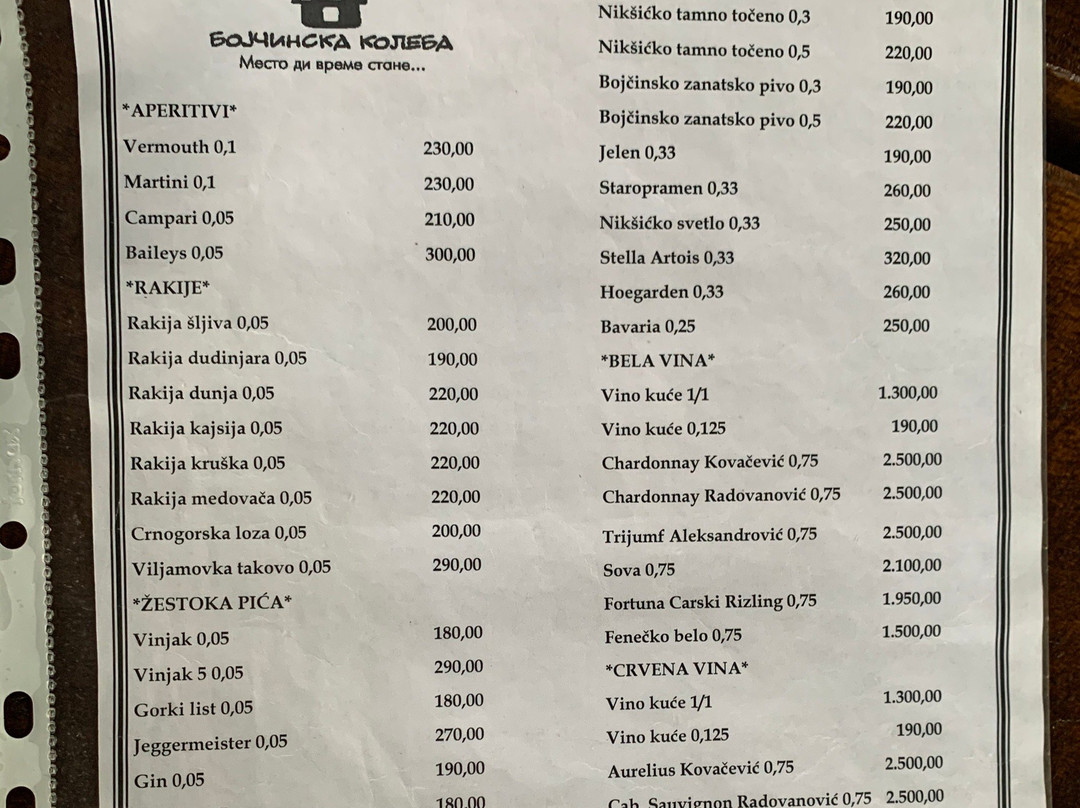 БОЈЧИНСКА КОЛЕБА
Место ди време стане...
*APERITIVI*
Vermouth 0,1 230,00
Martini 0,1 230,00
Campari 0,05 210,00
Baileys 0,05 300,00
*RAKIJE*
Rakija šljiva 0,05 200,00
Rakija dudinjara 0,05 190,00
Rakija dunja 0,05 220,00
Rakija kajsija 0,05 220,00
Rakija kruška 0,05 220,00
Rakija medovača 0,05 220,00
Crnogorska loza 0,05 200,00
Viljamovka takovo 0,05 290,00
*ŽESTOKA PIĆA*
Vinjak 0,05 180,00
Vinjak 5 0,05 290,00
Gorki list 0,05 180,00
Jeggermeister 0,05 270,00
Gin 0,05 190,00
180,00
Nikšićko tamno točeno 0,3 190,00
Nikšićko tamno točeno 0,5 220,00
Bojčinsko zanatsko pivo 0,3 190,00
Bojčinsko zanatsko pivo 0,5 220,00
Jelen 0,33 190,00
Staropramen 0,33 260,00
Nikšićko svetlo 0,33 250,00
Stella Artois 0,33 320,00
Hoegarden 0,33 260,00
Bavaria 0,25 250,00
*BELA VINA*
Vino kuće 1/1 1.300,00
Vino kuće 0,125 190,00
Chardonnay Kovačević 0,75 2.500,00
Chardonnay Radovanović 0,75 2.500,00
Trijumf Aleksandrović 0,75 2.500,00
Sova 0,75 2.100,00
Fortuna Carski Rizling 0,75 1.950,00
Fenečko belo 0,75 1.500,00
*CRVENA VINA*
Vino kuće 1/1 1.300,00
Vino kuće 0,125 190,00
Aurelius Kovačević 0,75 2.500,00
Cab. Sauvignon Radovanović 0,75 2.500,00